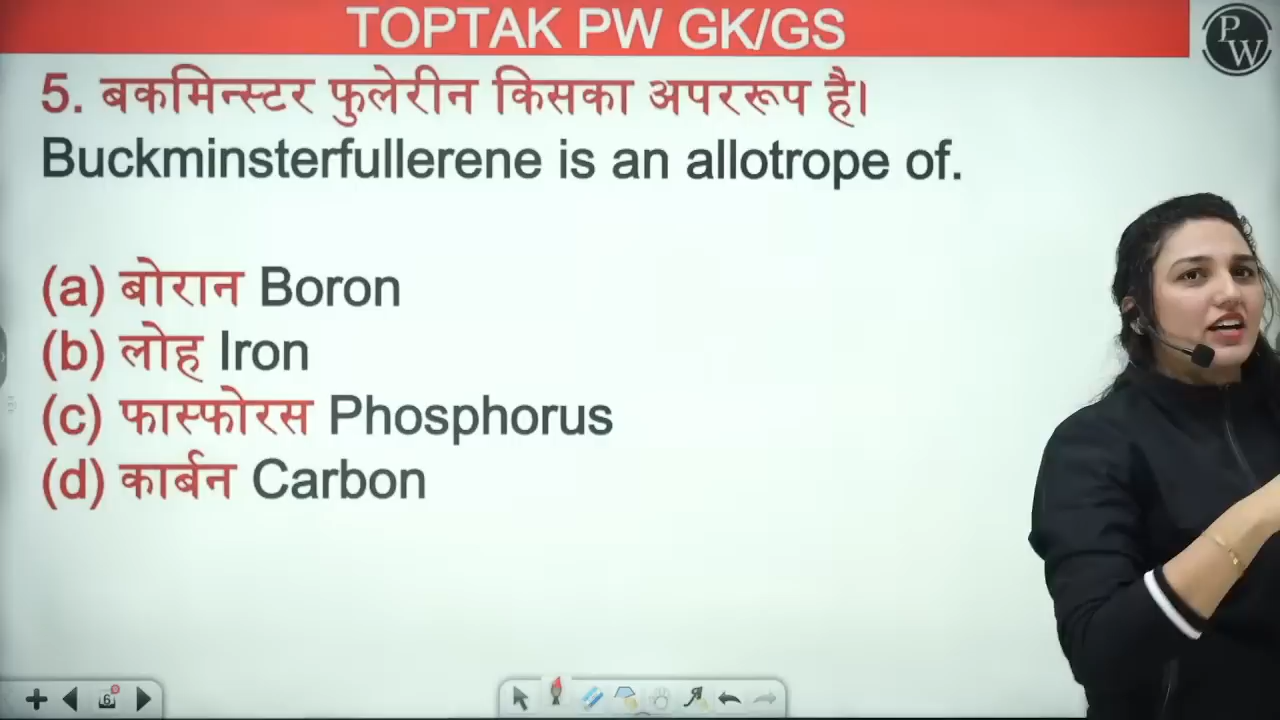 TOPTAK PW GK/GS
PW
5. बकमिन्स्टर फुलेरीन किसका अपररूप है।
Buckminsterfullerene is an allotrope of.
(a) बोरान Boron
(b) लोह Iron
(c) फास्फोरस Phosphorus
(d) कार्बन Carbon
6